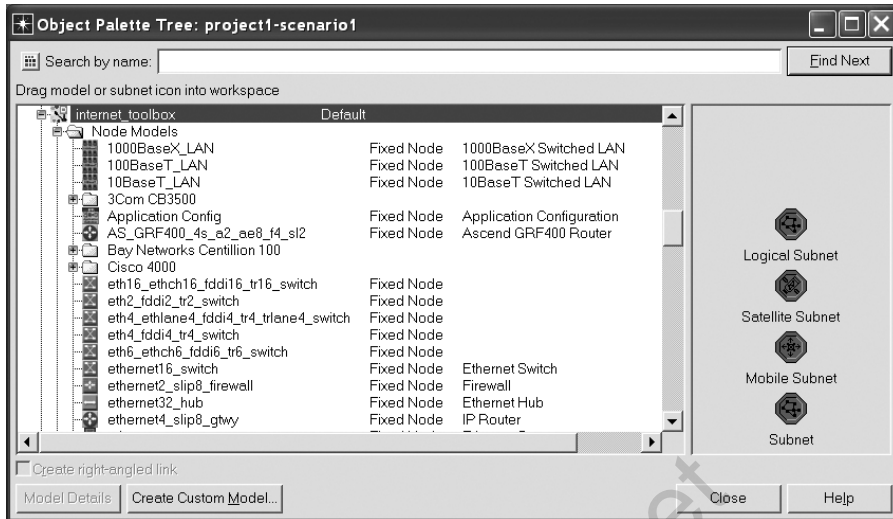 Object Palette Tree: project1-scenario1
Search by name:
Find Next
Drag model or subnet icon into workspace
internet_toolbox Default
Node Models
1000BaseX_LAN Fixed Node 1000BaseX Switched LAN
100BaseT_LAN Fixed Node 100BaseT Switched LAN
10BaseT_LAN Fixed Node 10BaseT Switched LAN
3Com CB3500
Application Config Fixed Node Application Configuration
AS_GRF400_4s_a2_ae8_f4_sl2 Fixed Node Ascend GRF400 Router
Bay Networks Centillion 100
Cisco 4000
eth16_ethch16_fddi16_tr16_switch Fixed Node
eth2_fddi2_tr2_switch Fixed Node
eth4_ethlane4_fddi4_tr4_trlane4_switch Fixed Node
eth4_fddi4_tr4_switch Fixed Node
eth6_ethch6_fddi6_tr6_switch Fixed Node
ethernet16_switch Fixed Node Ethernet Switch
ethernet2_slip8_firewall Fixed Node Firewall
ethernet32_hub Fixed Node Ethernet Hub
ethernet4_slip8_gtwy Fixed Node IP Router
Logical Subnet
Satellite Subnet
Mobile Subnet
Subnet
Create right-angled link
Model Details
Create Custom Model...
Close
Help